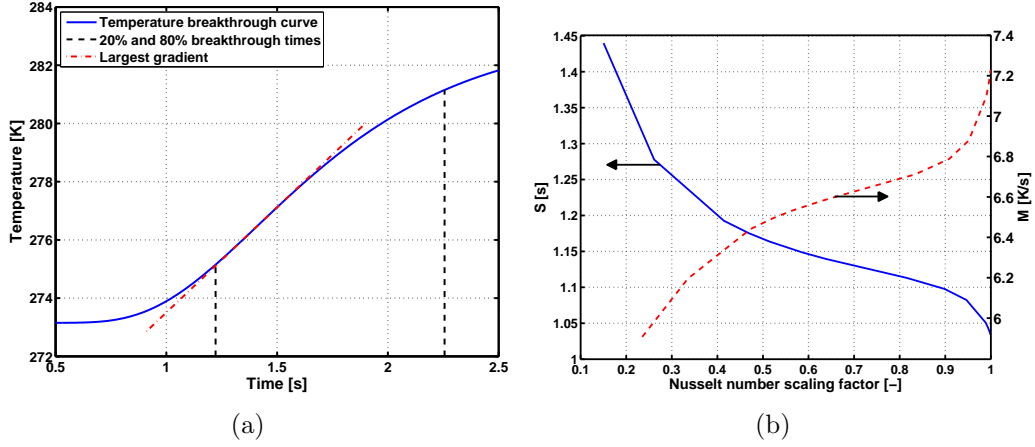 284
282
280
278
276
274
272
Temperature [K]
Temperature breakthrough curve
20% and 80% breakthrough times
Largest gradient
0.5 1 1.5 2 2.5
Time [s]
(a)
1.45
1.4
1.35
1.3
1.25
1.2
1.15
1.1
1.05
1
S [s]
7.4
7.2
7
6.8
6.6
6.4
6.2
6
M [K/s]
0.1 0.2 0.3 0.4 0.5 0.6 0.7 0.8 0.9 1
Nusselt number scaling factor [–]
(b)